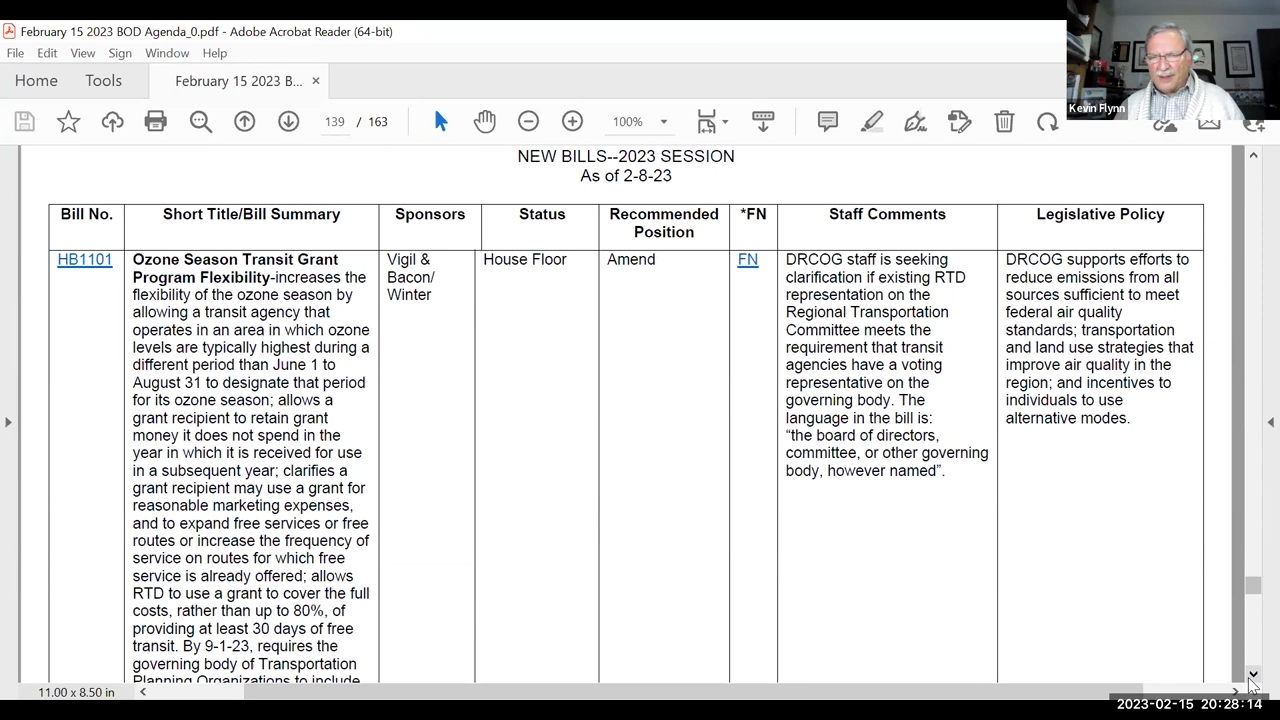 February 15 2023 BOD Agenda_0.pdf - Adobe Acrobat Reader (64-bit)
File Edit View Sign Window Help
Home Tools February 15 2023 B... ×
139 / 163 100%
Kevin Flynn
NEW BILLS--2023 SESSION
As of 2-8-23
Bill No. Short Title/Bill Summary Sponsors Status Recommended Position *FN Staff Comments Legislative Policy
HB1101
Ozone Season Transit Grant
Program Flexibility-increases the
flexibility of the ozone season by
allowing a transit agency that
operates in an area in which ozone
levels are typically highest during a
different period than June 1 to
August 31 to designate that period
for its ozone season; allows a
grant recipient to retain grant
money it does not spend in the
year in which it is received for use
in a subsequent year; clarifies a
grant recipient may use a grant for
reasonable marketing expenses,
and to expand free services or free
routes or increase the frequency of
service on routes for which free
service is already offered; allows
RTD to use a grant to cover the full
costs, rather than up to 80%, of
providing at least 30 days of free
transit. By 9-1-23, requires the
governing body of Transportation
Planning Organizations to include
Vigil &
Bacon/
Winter
House Floor
Amend
FN
DRCOG staff is seeking
clarification if existing RTD
representation on the
Regional Transportation
Committee meets the
requirement that transit
agencies have a voting
representative on the
governing body. The
language in the bill is:
“the board of directors,
committee, or other governing
body, however named”.
DRCOG supports efforts to
reduce emissions from all
sources sufficient to meet
federal air quality
standards; transportation
and land use strategies that
improve air quality in the
region; and incentives to
individuals to use
alternative modes.
11.00 x 8.50 in
2023-02-15 20:28:14